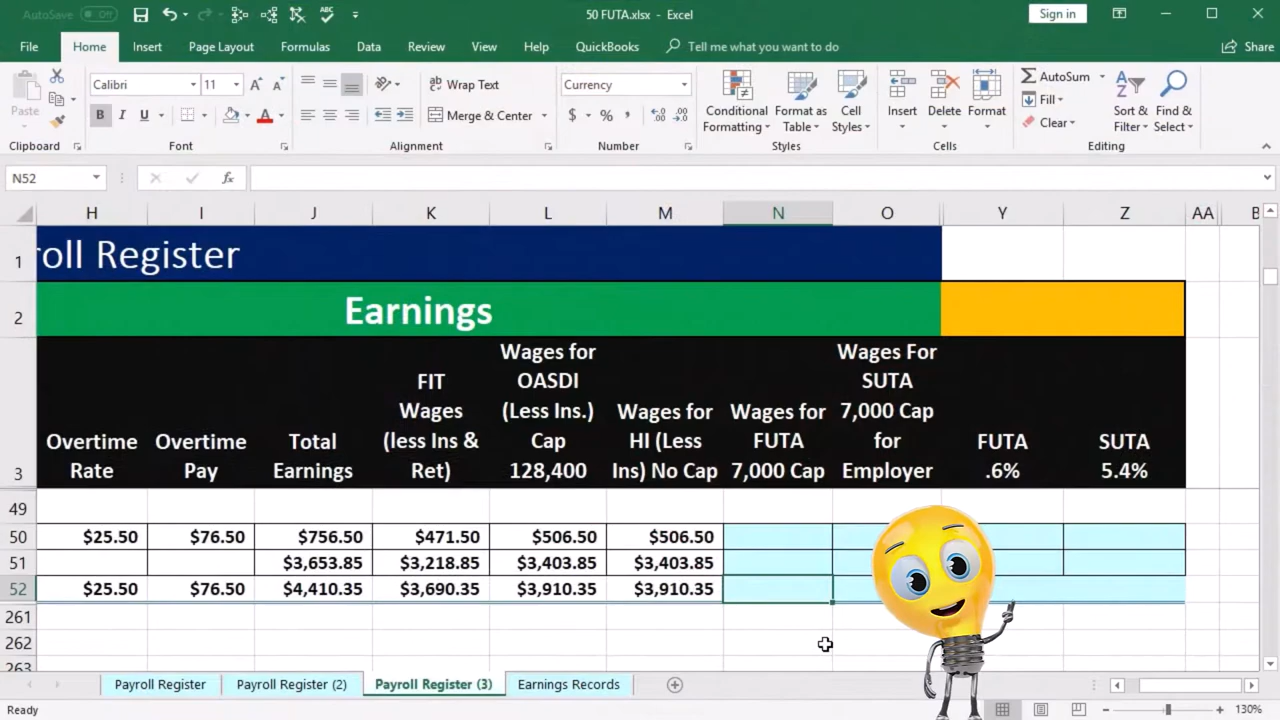 AutoSave Off
50 FUTA.xlsx - Excel
Sign in
File Home Insert Page Layout Formulas Data Review View Help QuickBooks Tell me what you want to do Share
Paste
Calibri 11
B I U
Wrap Text
Merge & Center
Currency
$ % ,
Conditional Formatting
Format as Table
Cell Styles
Insert
Delete
Format
AutoSum
Fill
Clear
Sort & Filter
Find & Select
Clipboard Font Alignment Number Styles Cells Editing
N52
fx
H I J K L M N O Y Z AA B
1 roll Register
2 Earnings
3
Overtime Rate
Overtime Pay
Total Earnings
FIT Wages (less Ins & Ret)
Wages for OASDI (Less Ins.) Cap 128,400
Wages for HI (Less Ins) No Cap
Wages for FUTA 7,000 Cap
Wages For SUTA 7,000 Cap for Employer
FUTA .6%
SUTA 5.4%
49
50 $25.50 $76.50 $756.50 $471.50 $506.50 $506.50
51 $3,653.85 $3,218.85 $3,403.85 $3,403.85
52 $25.50 $76.50 $4,410.35 $3,690.35 $3,910.35 $3,910.35
261
262
263
Payroll Register Payroll Register (2) Payroll Register (3) Earnings Records
Ready
130%